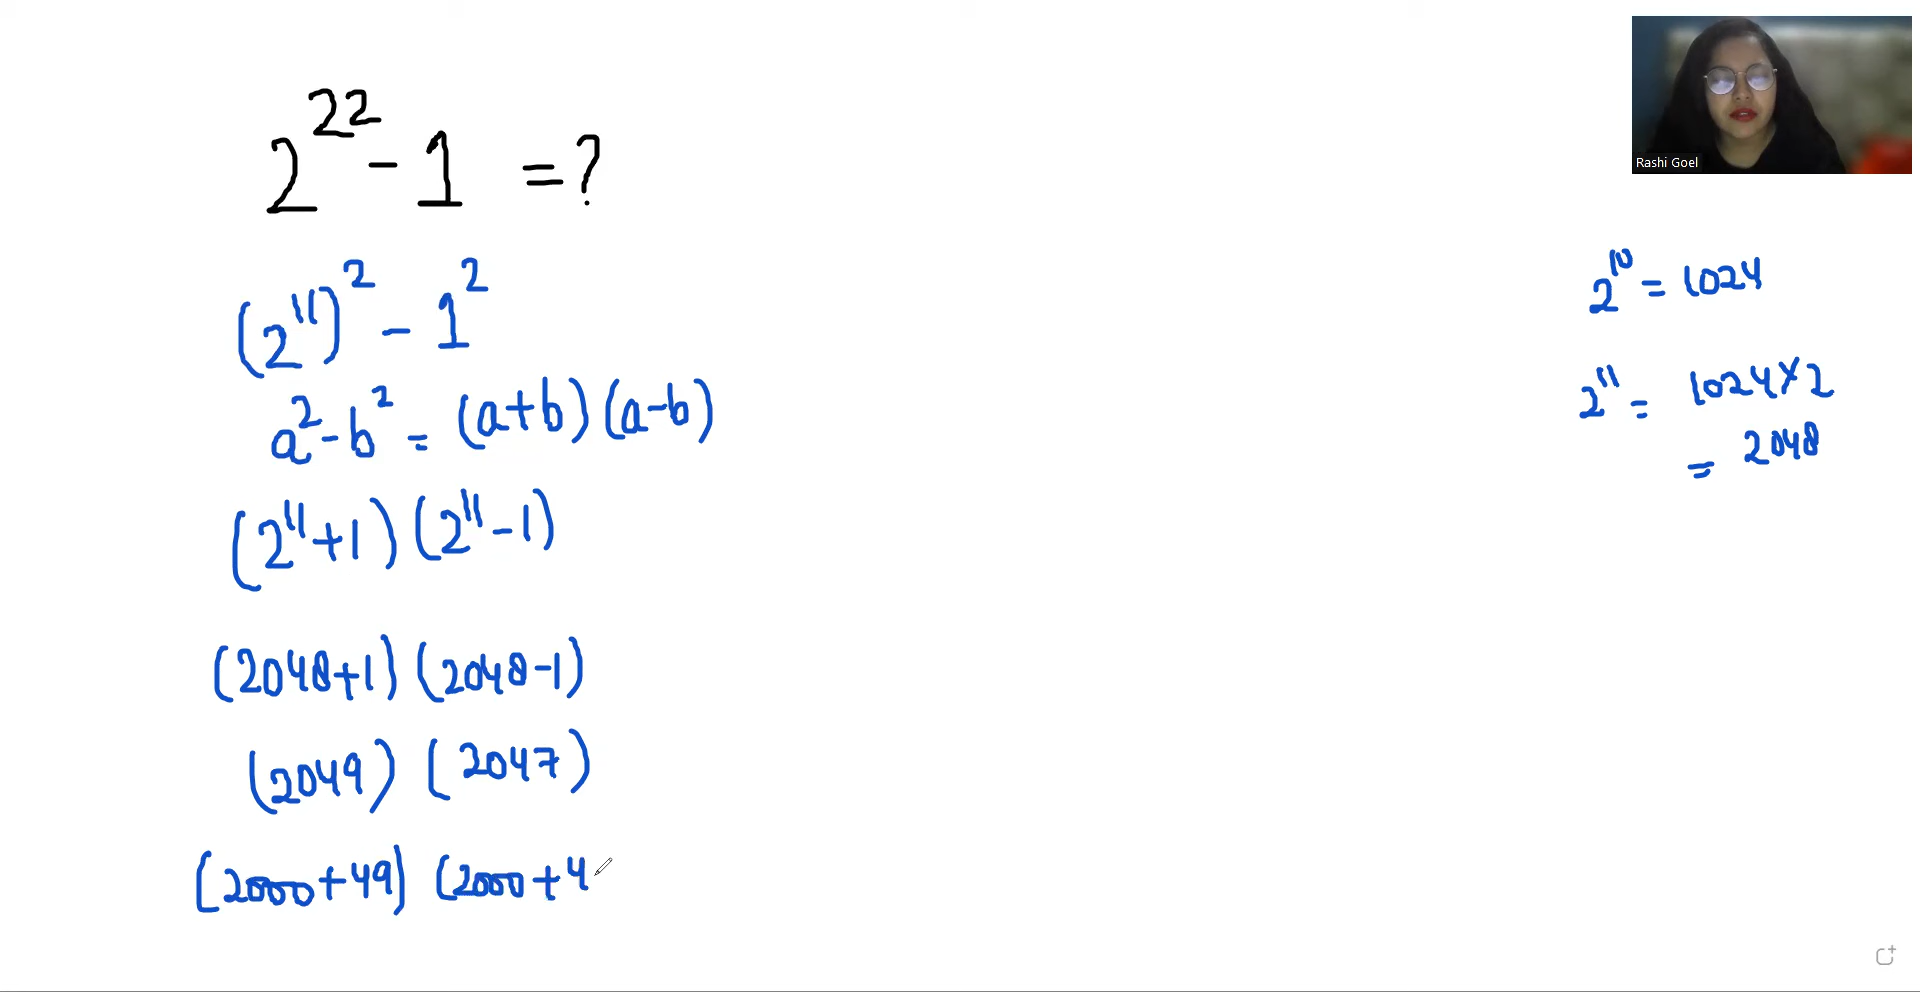 2^22 - 1 = ?
(2^11)^2 - 1^2
a^2 - b^2 = (a+b) (a-b)
(2^11+1) (2^11-1)
(2048+1) (2048-1)
(2049) (2047)
(2000+49) (2000+4
Rashi Goel
2^10 = 1024
2^11 = 1024×2
= 2048